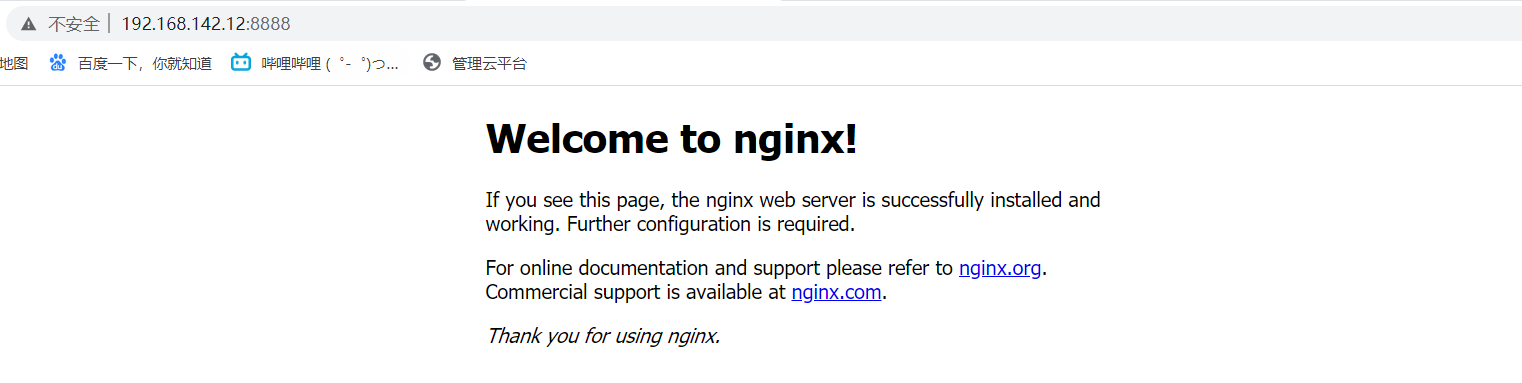 不安全 192.168.142.12:8888
地图 百度一下，你就知道 哔哩哔哩 ( ゜- ゜)つ... 管理云平台
Welcome to nginx!
If you see this page, the nginx web server is successfully installed and
working. Further configuration is required.
For online documentation and support please refer to nginx.org.
Commercial support is available at nginx.com.
Thank you for using nginx.